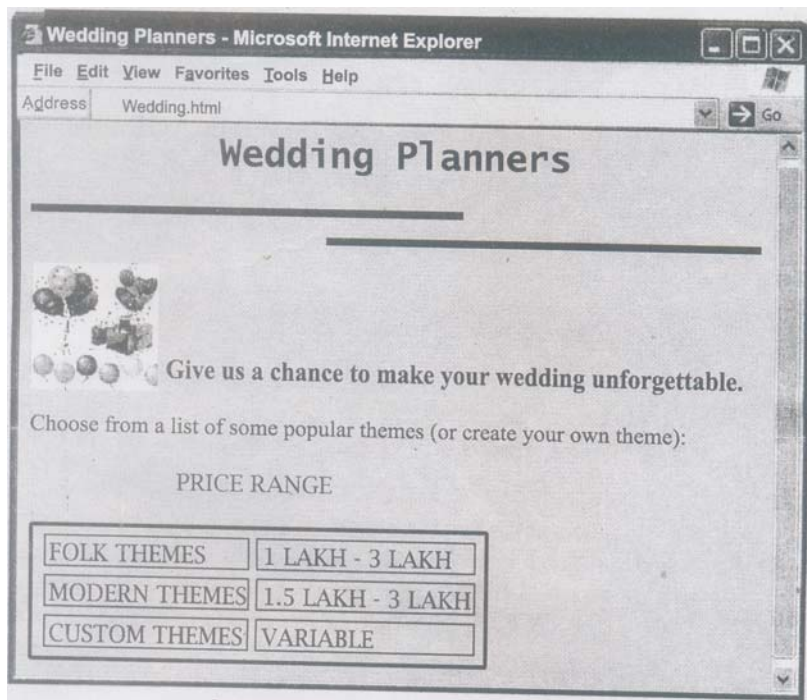 Wedding Planners - Microsoft Internet Explorer
File Edit View Favorites Tools Help
Address Wedding.html Go
Wedding Planners
Give us a chance to make your wedding unforgettable.
Choose from a list of some popular themes (or create your own theme):
PRICE RANGE
FOLK THEMES 1 LAKH - 3 LAKH
MODERN THEMES 1.5 LAKH - 3 LAKH
CUSTOM THEMES VARIABLE